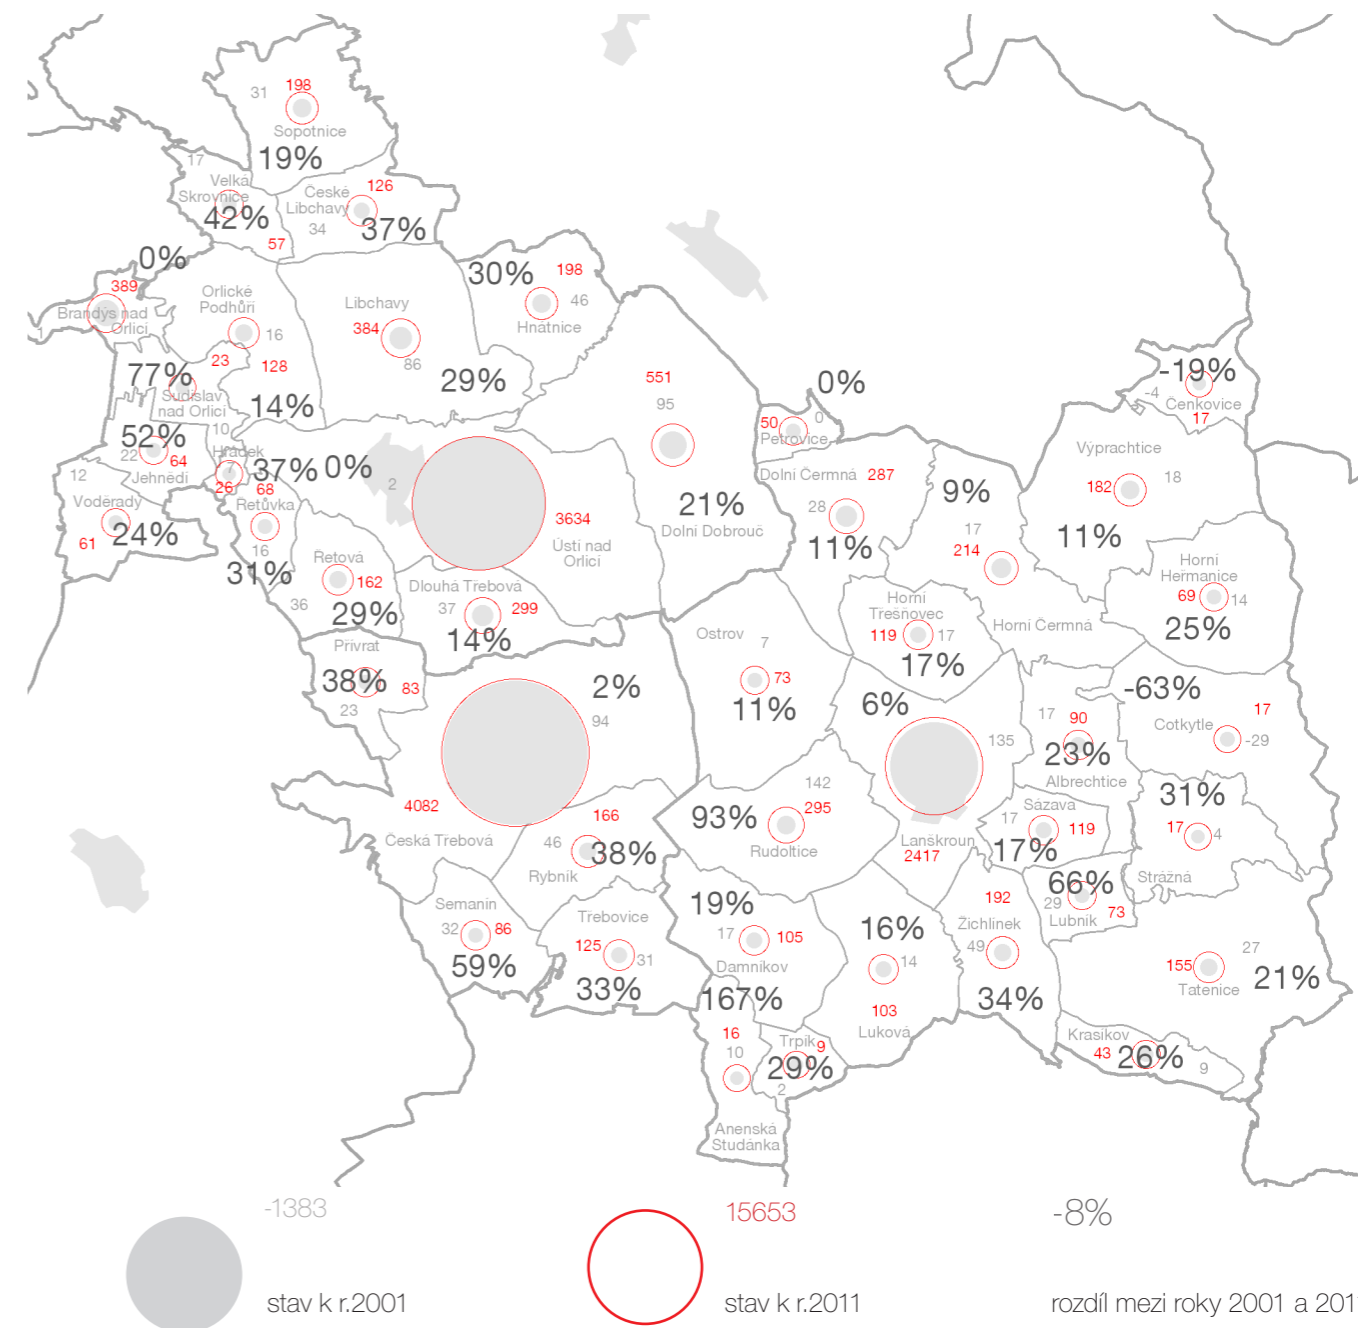 31
198
Sopotnice
19%
17
Velká
Skrovnice
42%
57
České
Libchavy
126
34
37%
0%
389
Brandýs nad
Orlicí
1
Orlické
Podhůří
16
128
14%
Libchavy
384
86
29%
30%
198
46
Hnátnice
77%
23
Sudislav
nad Orlicí
10
52%
22
64
Jehnědí
Hrádek
7
26
37%
12
Voděrady
61
24%
68
Řetůvka
16
31%
0%
2
3634
Ústí nad
Orlicí
551
95
21%
Dolní Dobrouč
0%
50
0
Petrovice
Dolní Čermná
287
28
11%
9%
17
214
Horní Čermná
-19%
-4
Čenkovice
17
Výprachtice
182
18
11%
Horní
Heřmanice
69
14
25%
Řetová
162
36
29%
Dlouhá Třebová
37
299
14%
Přívrat
38%
83
23
Ostrov
7
73
11%
Horní
Třešňovec
119
17
17%
2%
94
4082
Česká Třebová
6%
135
Lanškroun
2417
17
90
23%
Albrechtice
-63%
17
Cotkytle
-29
142
93%
295
Rudoltice
17
Sázava
119
17%
31%
17
4
Strážná
166
46
38%
Rybník
66%
29
Lubník
73
Semanín
32
86
59%
Třebovice
125
31
33%
19%
17
105
Damníkov
16%
14
103
Luková
192
Žichlínek
49
34%
155
27
Tatenice
21%
167%
16
10
Anenská
Studánka
Trpík
9
29%
2
Krasíkov
43
26%
9
-1383
15653
-8%
stav k r.2001
stav k r.2011
rozdíl mezi roky 2001 a 201